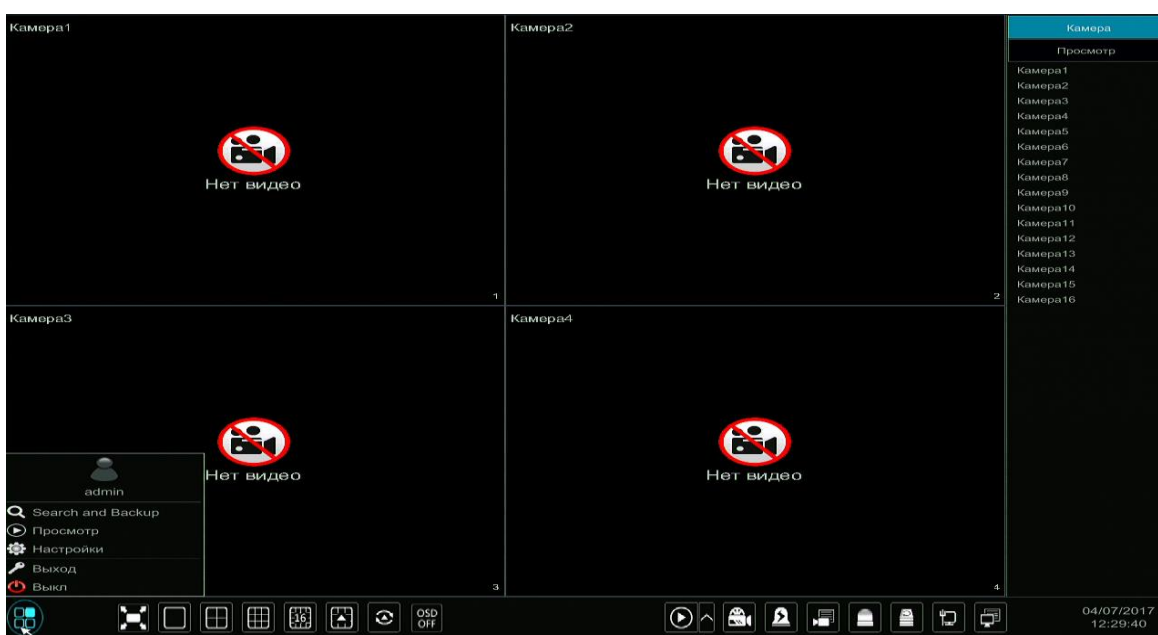 Камера1
Камера2
Нет видео
Нет видео
1
2
Камера3
Камера4
Нет видео
Нет видео
3
4
admin
Search and Backup
Просмотр
Настройки
Выход
Выкл
Камера
Просмотр
Камера1
Камера2
Камера3
Камера4
Камера5
Камера6
Камера7
Камера8
Камера9
Камера10
Камера11
Камера12
Камера13
Камера14
Камера15
Камера16
16
OSD
OFF
04/07/2017
12:29:40